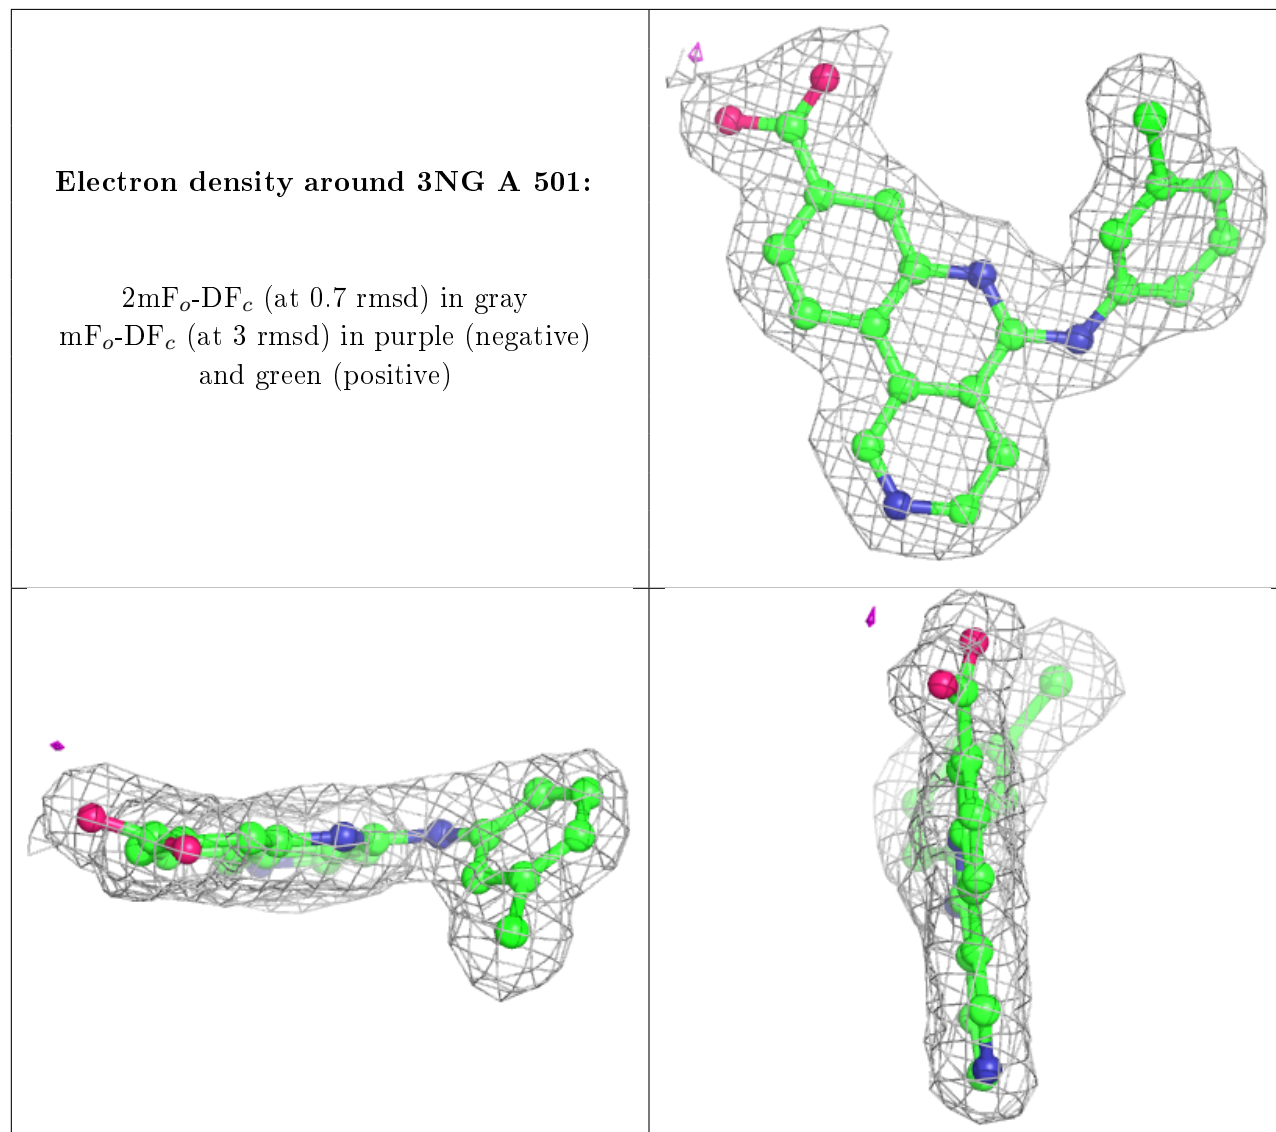 Electron density around 3NG A 501:
2mFo-DFc (at 0.7 rmsd) in gray
mFo-DFc (at 3 rmsd) in purple (negative)
and green (positive)